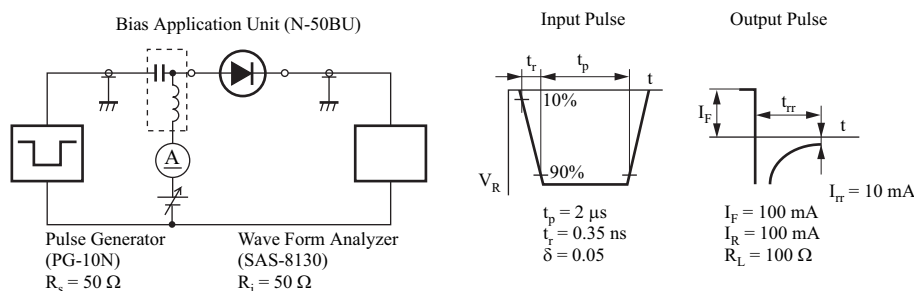 Bias Application Unit (N-50BU)
A
Pulse Generator
(PG-10N)
R_s = 50 Ω
Wave Form Analyzer
(SAS-8130)
R_i = 50 Ω
Input Pulse
t_r
t_p
t
10%
90%
V_R
t_p = 2 μs
t_r = 0.35 ns
δ = 0.05
Output Pulse
I_F
t_rr
t
I_rr = 10 mA
I_F = 100 mA
I_R = 100 mA
R_L = 100 Ω